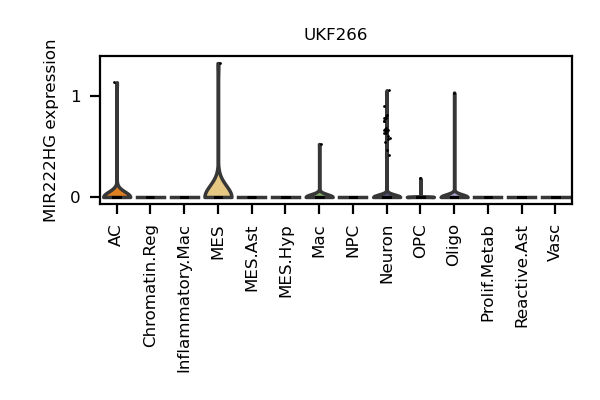 UKF266
MIR222HG expression
1
0
AC
Chromatin.Reg
Inflammatory.Mac
MES
MES.Ast
MES.Hyp
Mac
NPC
Neuron
OPC
Oligo
Prolif.Metab
Reactive.Ast
Vasc